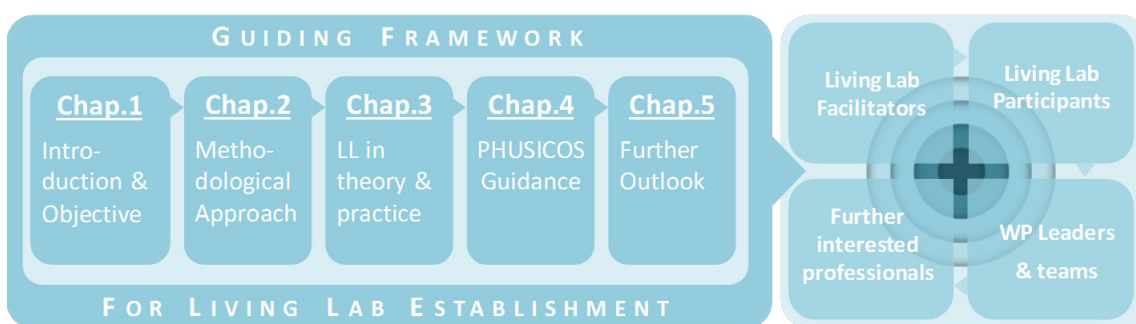 GUIDING FRAMEWORK
Chap.1
Intro-
duction &
Objective
Chap.2
Metho-
dological
Approach
Chap.3
LL in
theory &
practice
Chap.4
PHUSICOS
Guidance
Chap.5
Further
Outlook
FOR LIVING LAB ESTABLISHMENT
Living Lab
Facilitators
Living Lab
Participants
Further
interested
professionals
WP Leaders
& teams